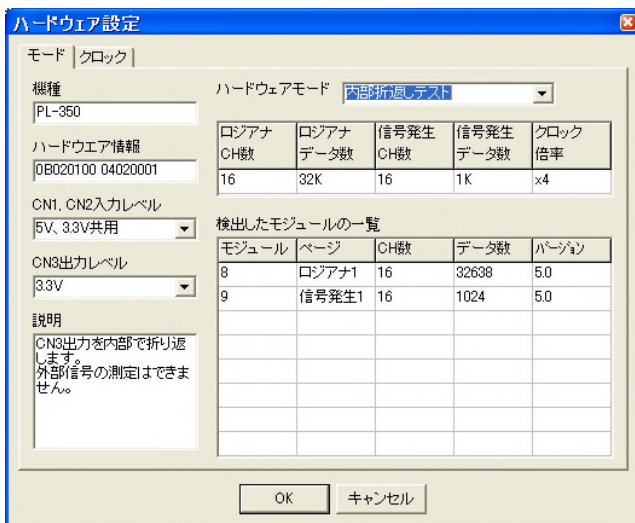 ハードウェア設定
モード クロック
機種
PL-350
ハードウエア情報
0B020100 04020001
CN1, CN2入力レベル
5V、3.3V共用
CN3出力レベル
3.3V
説明
CN3出力を内部で折り返
します。
外部信号の測定はできま
せん。
ハードウェアモード 内部折返しテスト
ロジアナ CH数 ロジアナ データ数 信号発生 CH数 信号発生 データ数 クロック 倍率
16 32K 16 1K x4
検出したモジュールの一覧
モジュール ページ CH数 データ数 バージョン
8 ロジアナ1 16 32638 5.0
9 信号発生1 16 1024 5.0
OK キャンセル